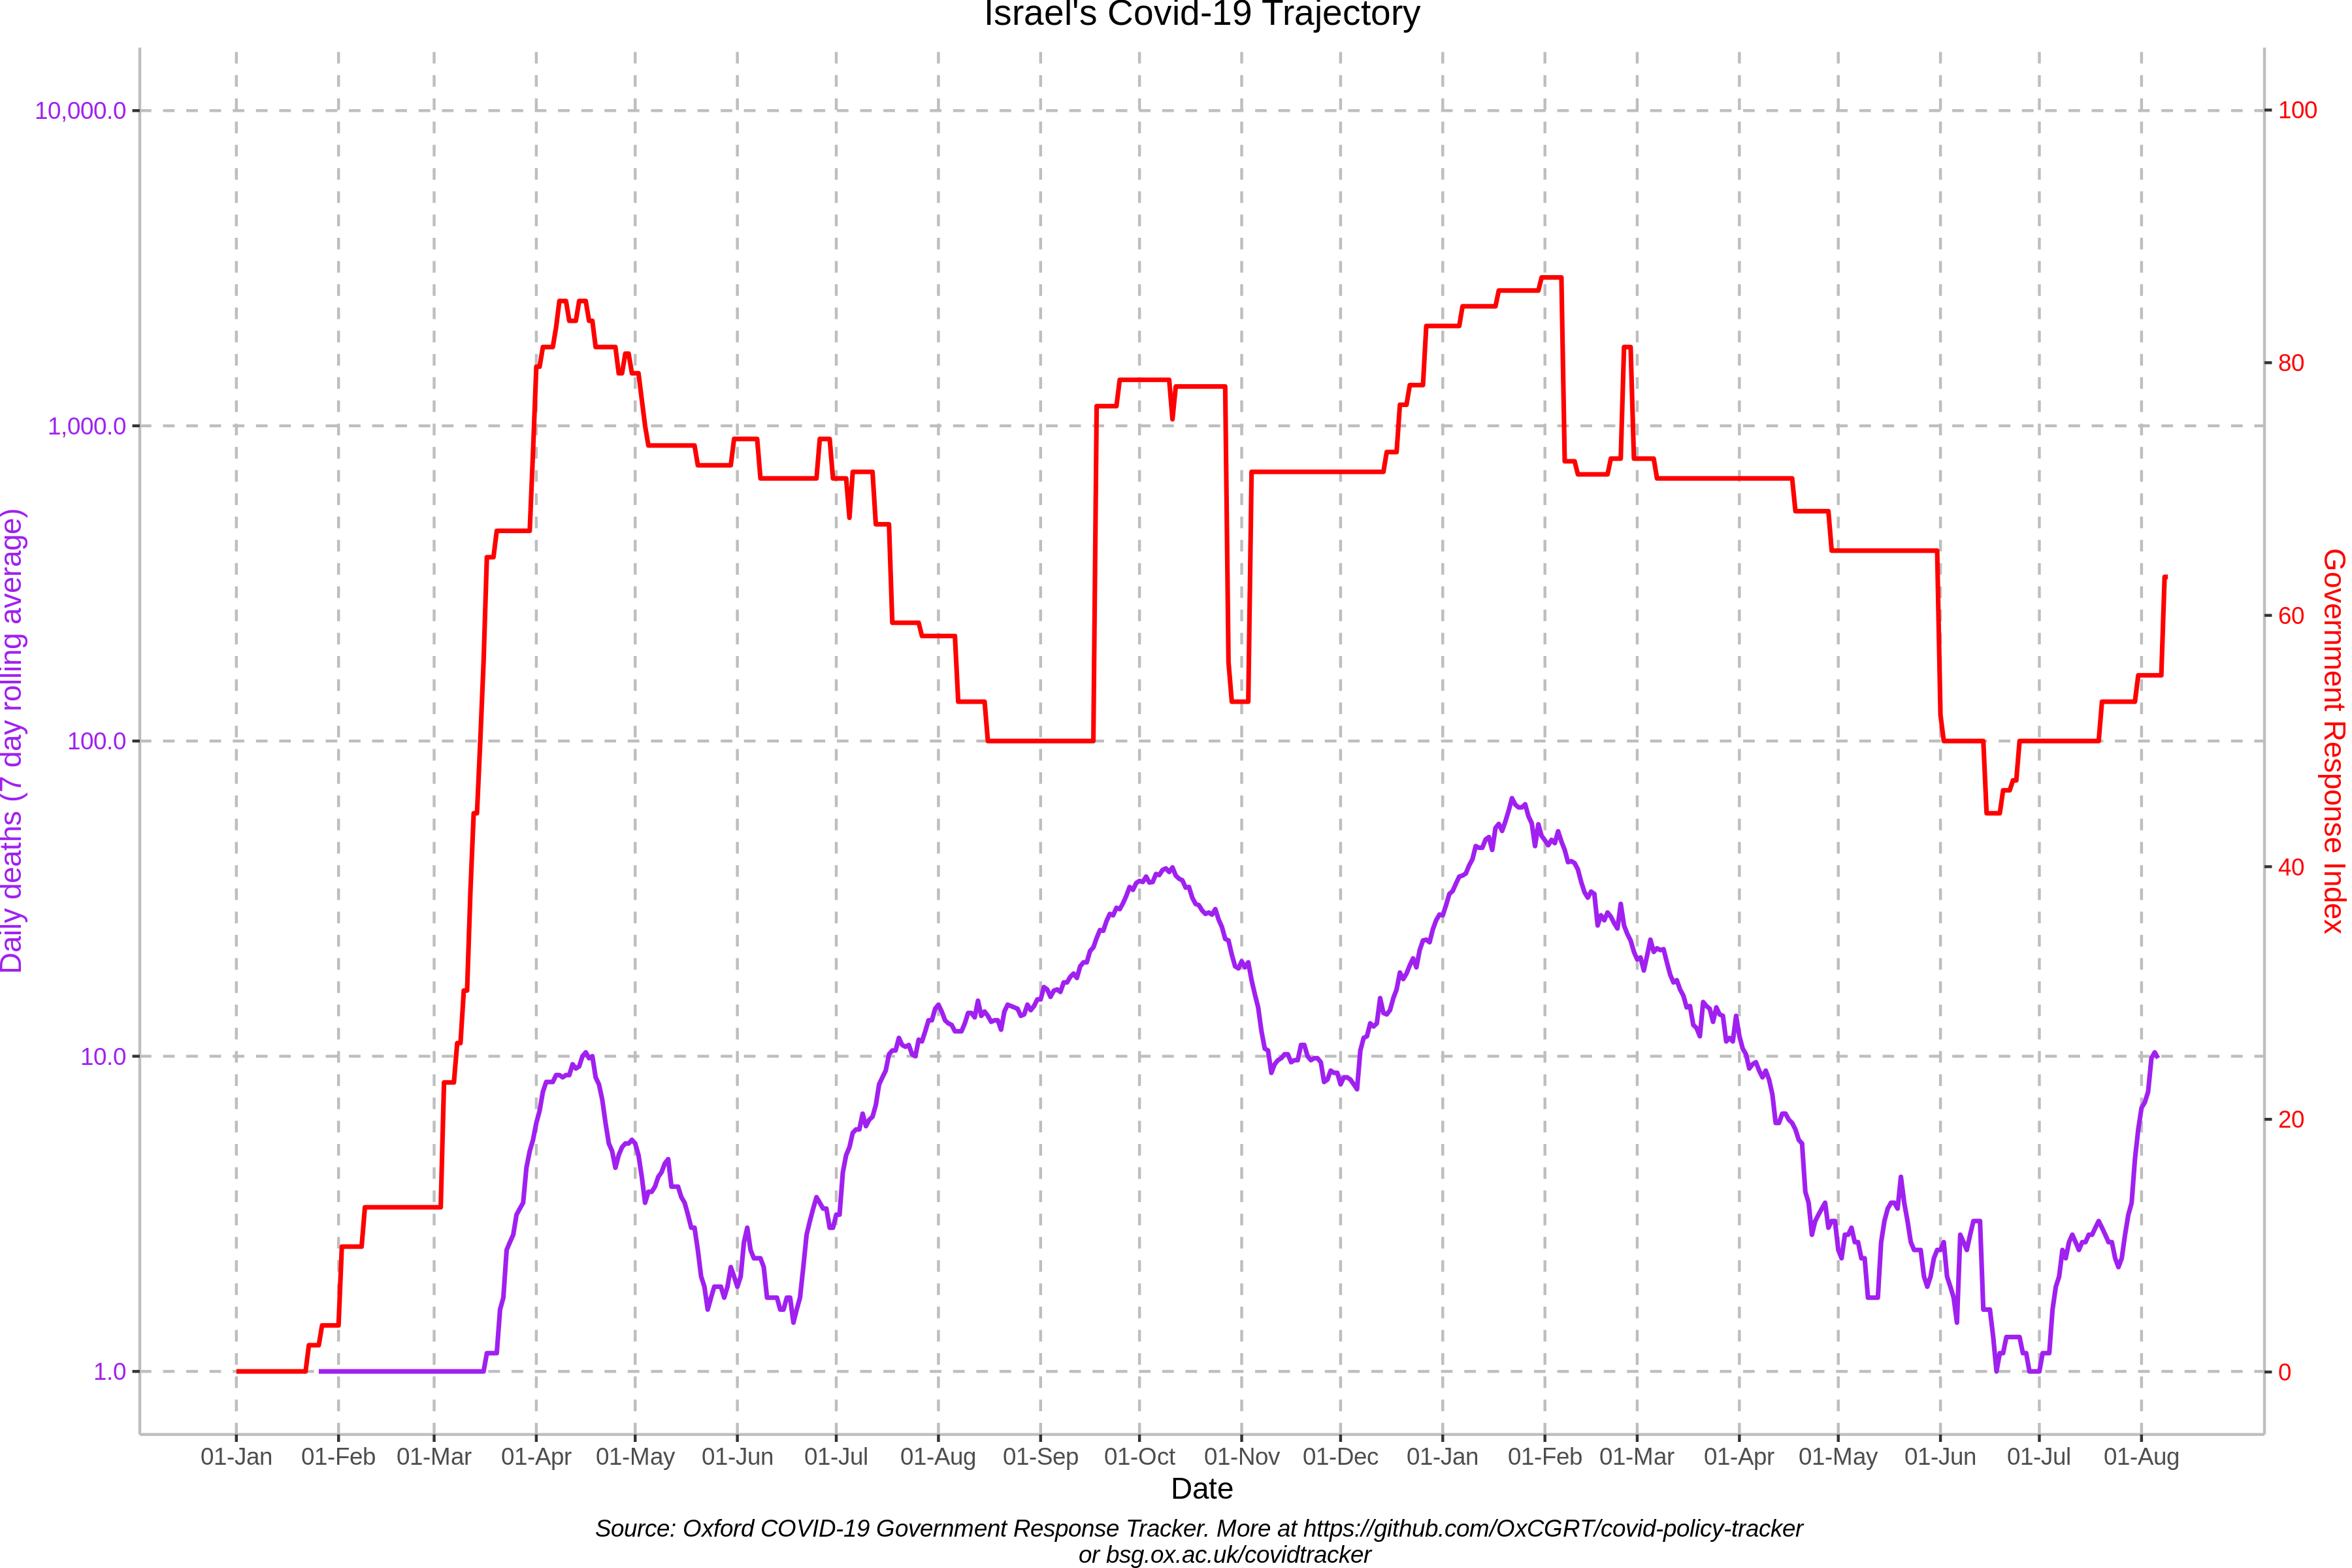 Israel's Covid-19 Trajectory
10,000.0
1,000.0
100.0
10.0
1.0
Daily deaths (7 day rolling average)
100
80
60
40
20
0
Government Response Index
01-Jan 01-Feb 01-Mar 01-Apr 01-May 01-Jun 01-Jul 01-Aug 01-Sep 01-Oct 01-Nov 01-Dec 01-Jan 01-Feb 01-Mar 01-Apr 01-May 01-Jun 01-Jul 01-Aug
Date
Source: Oxford COVID-19 Government Response Tracker. More at https://github.com/OxCGRT/covid-policy-tracker
or bsg.ox.ac.uk/covidtracker